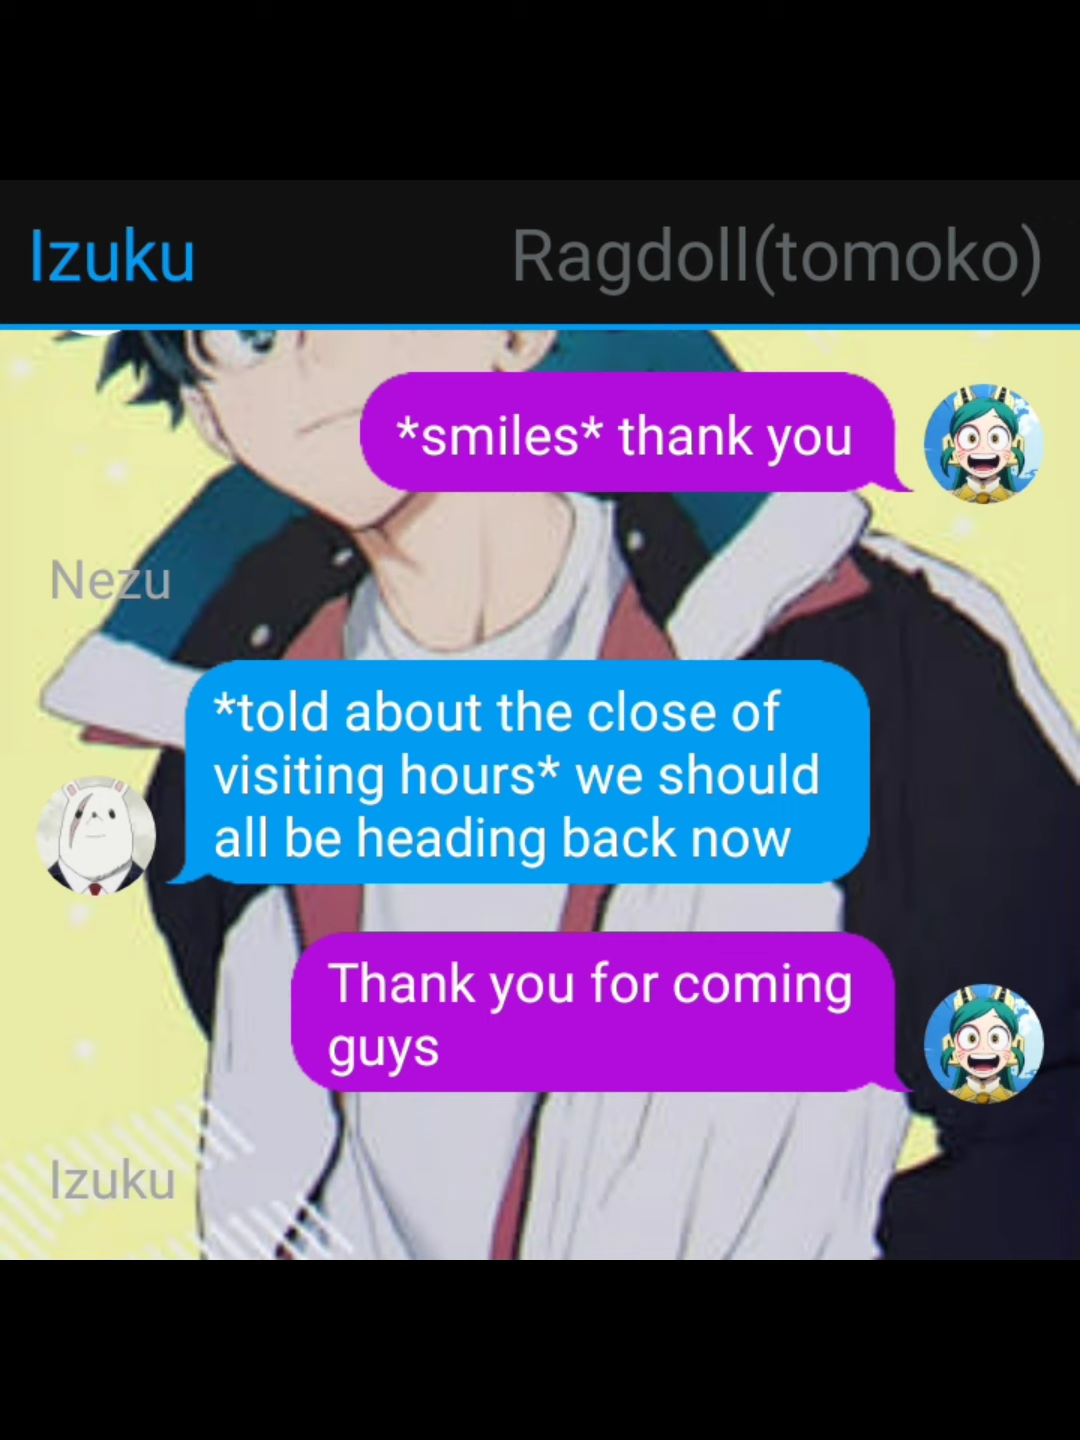 Izuku
Ragdoll(tomoko)
*smiles* thank you
Nezu
*told about the close of
visiting hours* we should
all be heading back now
Thank you for coming
guys
Izuku